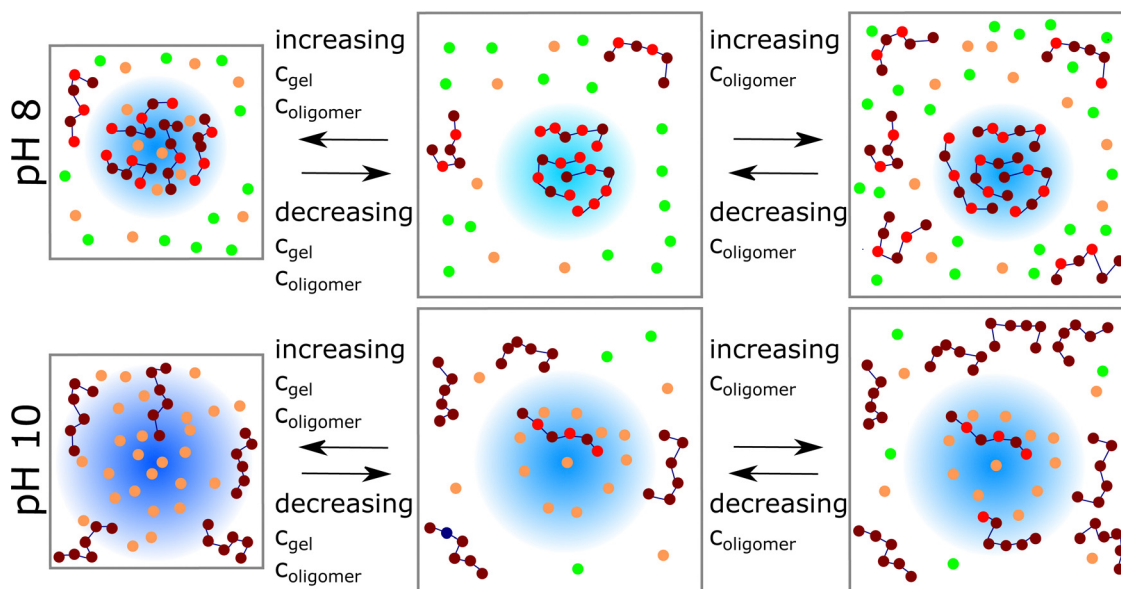 pH 8
increasing
c_gel
c_oligomer
decreasing
c_gel
c_oligomer
increasing
c_oligomer
decreasing
c_oligomer
pH 10
increasing
c_gel
c_oligomer
decreasing
c_gel
c_oligomer
increasing
c_oligomer
decreasing
c_oligomer